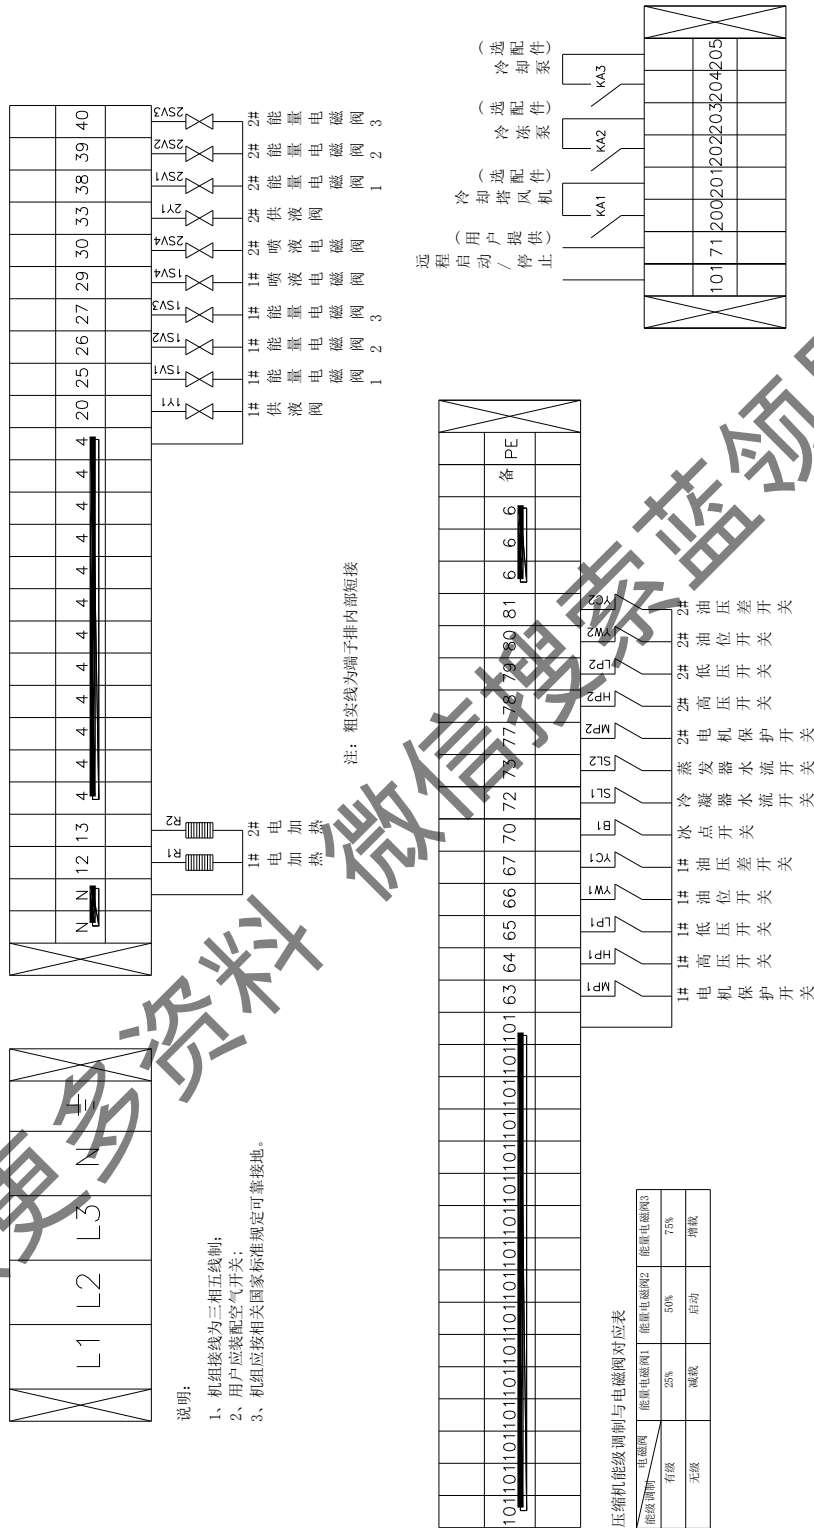 L1 L2 L3 N
说明:
1、机组接线为三相五线制;
2、用户应装配空气开关;
3、机组应按相关国家标准规定可靠接地。
N N 12 13 4 4 4 4 4 4 4 4 4 4 4 4 20 25 26 27 29 30 33 38 39 40
R1 R2 1Y1 1SV1 1SV2 1SV3 1SV4 2SV4 2Y1 2SV1 2SV2 2SV3
1#电加热
2#电加热
1#供液阀
1#能量电磁阀1
1#能量电磁阀2
1#能量电磁阀3
1#喷液电磁阀
2#喷液电磁阀
2#供液阀
2#能量电磁阀1
2#能量电磁阀2
2#能量电磁阀3
注: 粗实线为端子排内部短接
101 101 101 101 101 101 101 101 101 101 101 101 101 101 101 101 63 64 65 66 67 70 72 73 77 78 79 80 81 6 6 6 备 PE
MP1 HP1 LP1 YW1 YC1 B1 SL1 SL2 MP2 HP2 LP2 YW2 YC2
1#电机保护开关
1#高压开关
1#低压开关
1#油位开关
1#油压差开关
冰点开关
冷凝器水流开关
蒸发器水流开关
2#电机保护开关
2#高压开关
2#低压开关
2#油位开关
2#油压差开关
101 71 200 201 202 203 204 205
KA1 KA2 KA3
远程启动/停止
(用户提供)
冷却塔风机
(选配件)
冷冻泵
(选配件)
冷却泵
(选配件)
压缩机能级调制与电磁阀对应表
电磁阀 能级调制 能量电磁阀1 能量电磁阀2 能量电磁阀3
有级 25% 50% 75%
无级 减载 启动 增载
更多资料 微信搜索蓝领